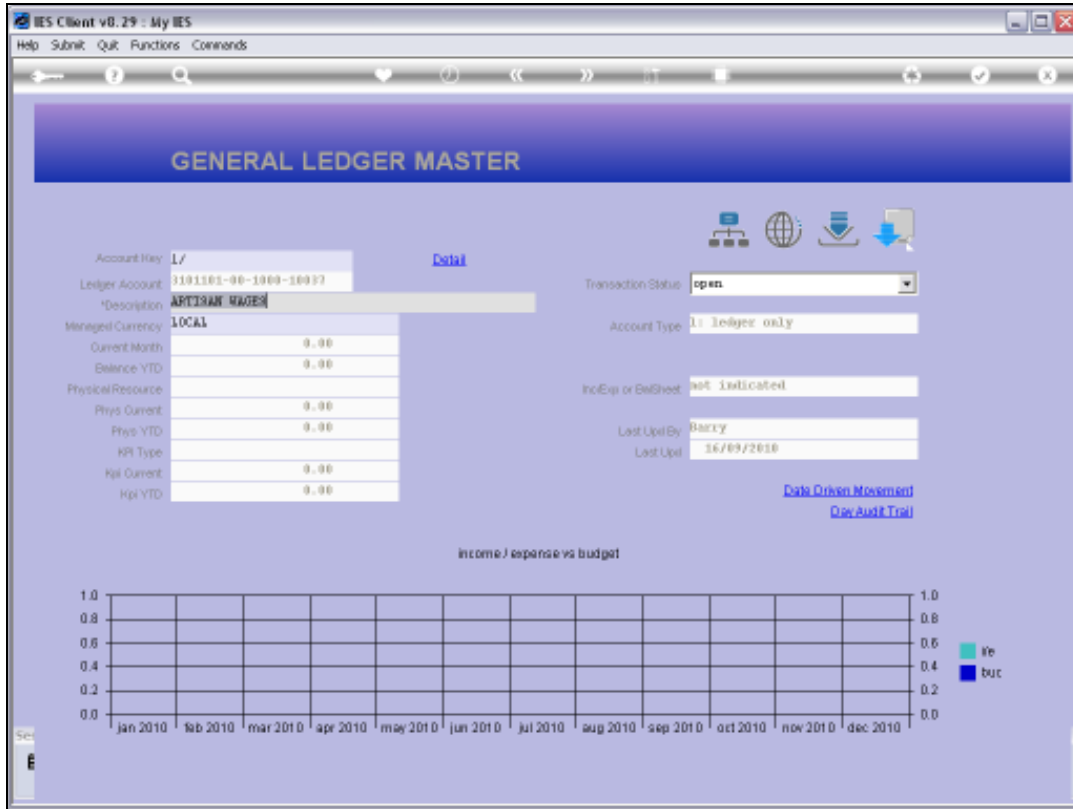 IES Client v8.29 : My IES
Help Submit Quit Functions Commands
GENERAL LEDGER MASTER
Account Key 1/ Detail
Ledger Account 3101101-00-1000-10037 Transaction Status open
*Description ARTISAN WAGES
Managed Currency LOCAL Account Type 1: ledger only
Current Month 0.00
Balance YTD 0.00
Physical Resource Inc/Exp or BalSheet not indicated
Phys Current 0.00
Phys YTD 0.00 Last Upd By Barry
KPI Type Last Upd 16/09/2010
Kpi Current 0.00
Kpi YTD 0.00 Date Driven Movement
Day Audit Trail
income / expense vs budget
1.0 1.0
0.8 0.8
0.6 0.6
0.4 0.4
0.2 0.2
0.0 0.0
jan 2010 feb 2010 mar 2010 apr 2010 may 2010 jun 2010 jul 2010 aug 2010 sep 2010 oct 2010 nov 2010 dec 2010
i/e
buc